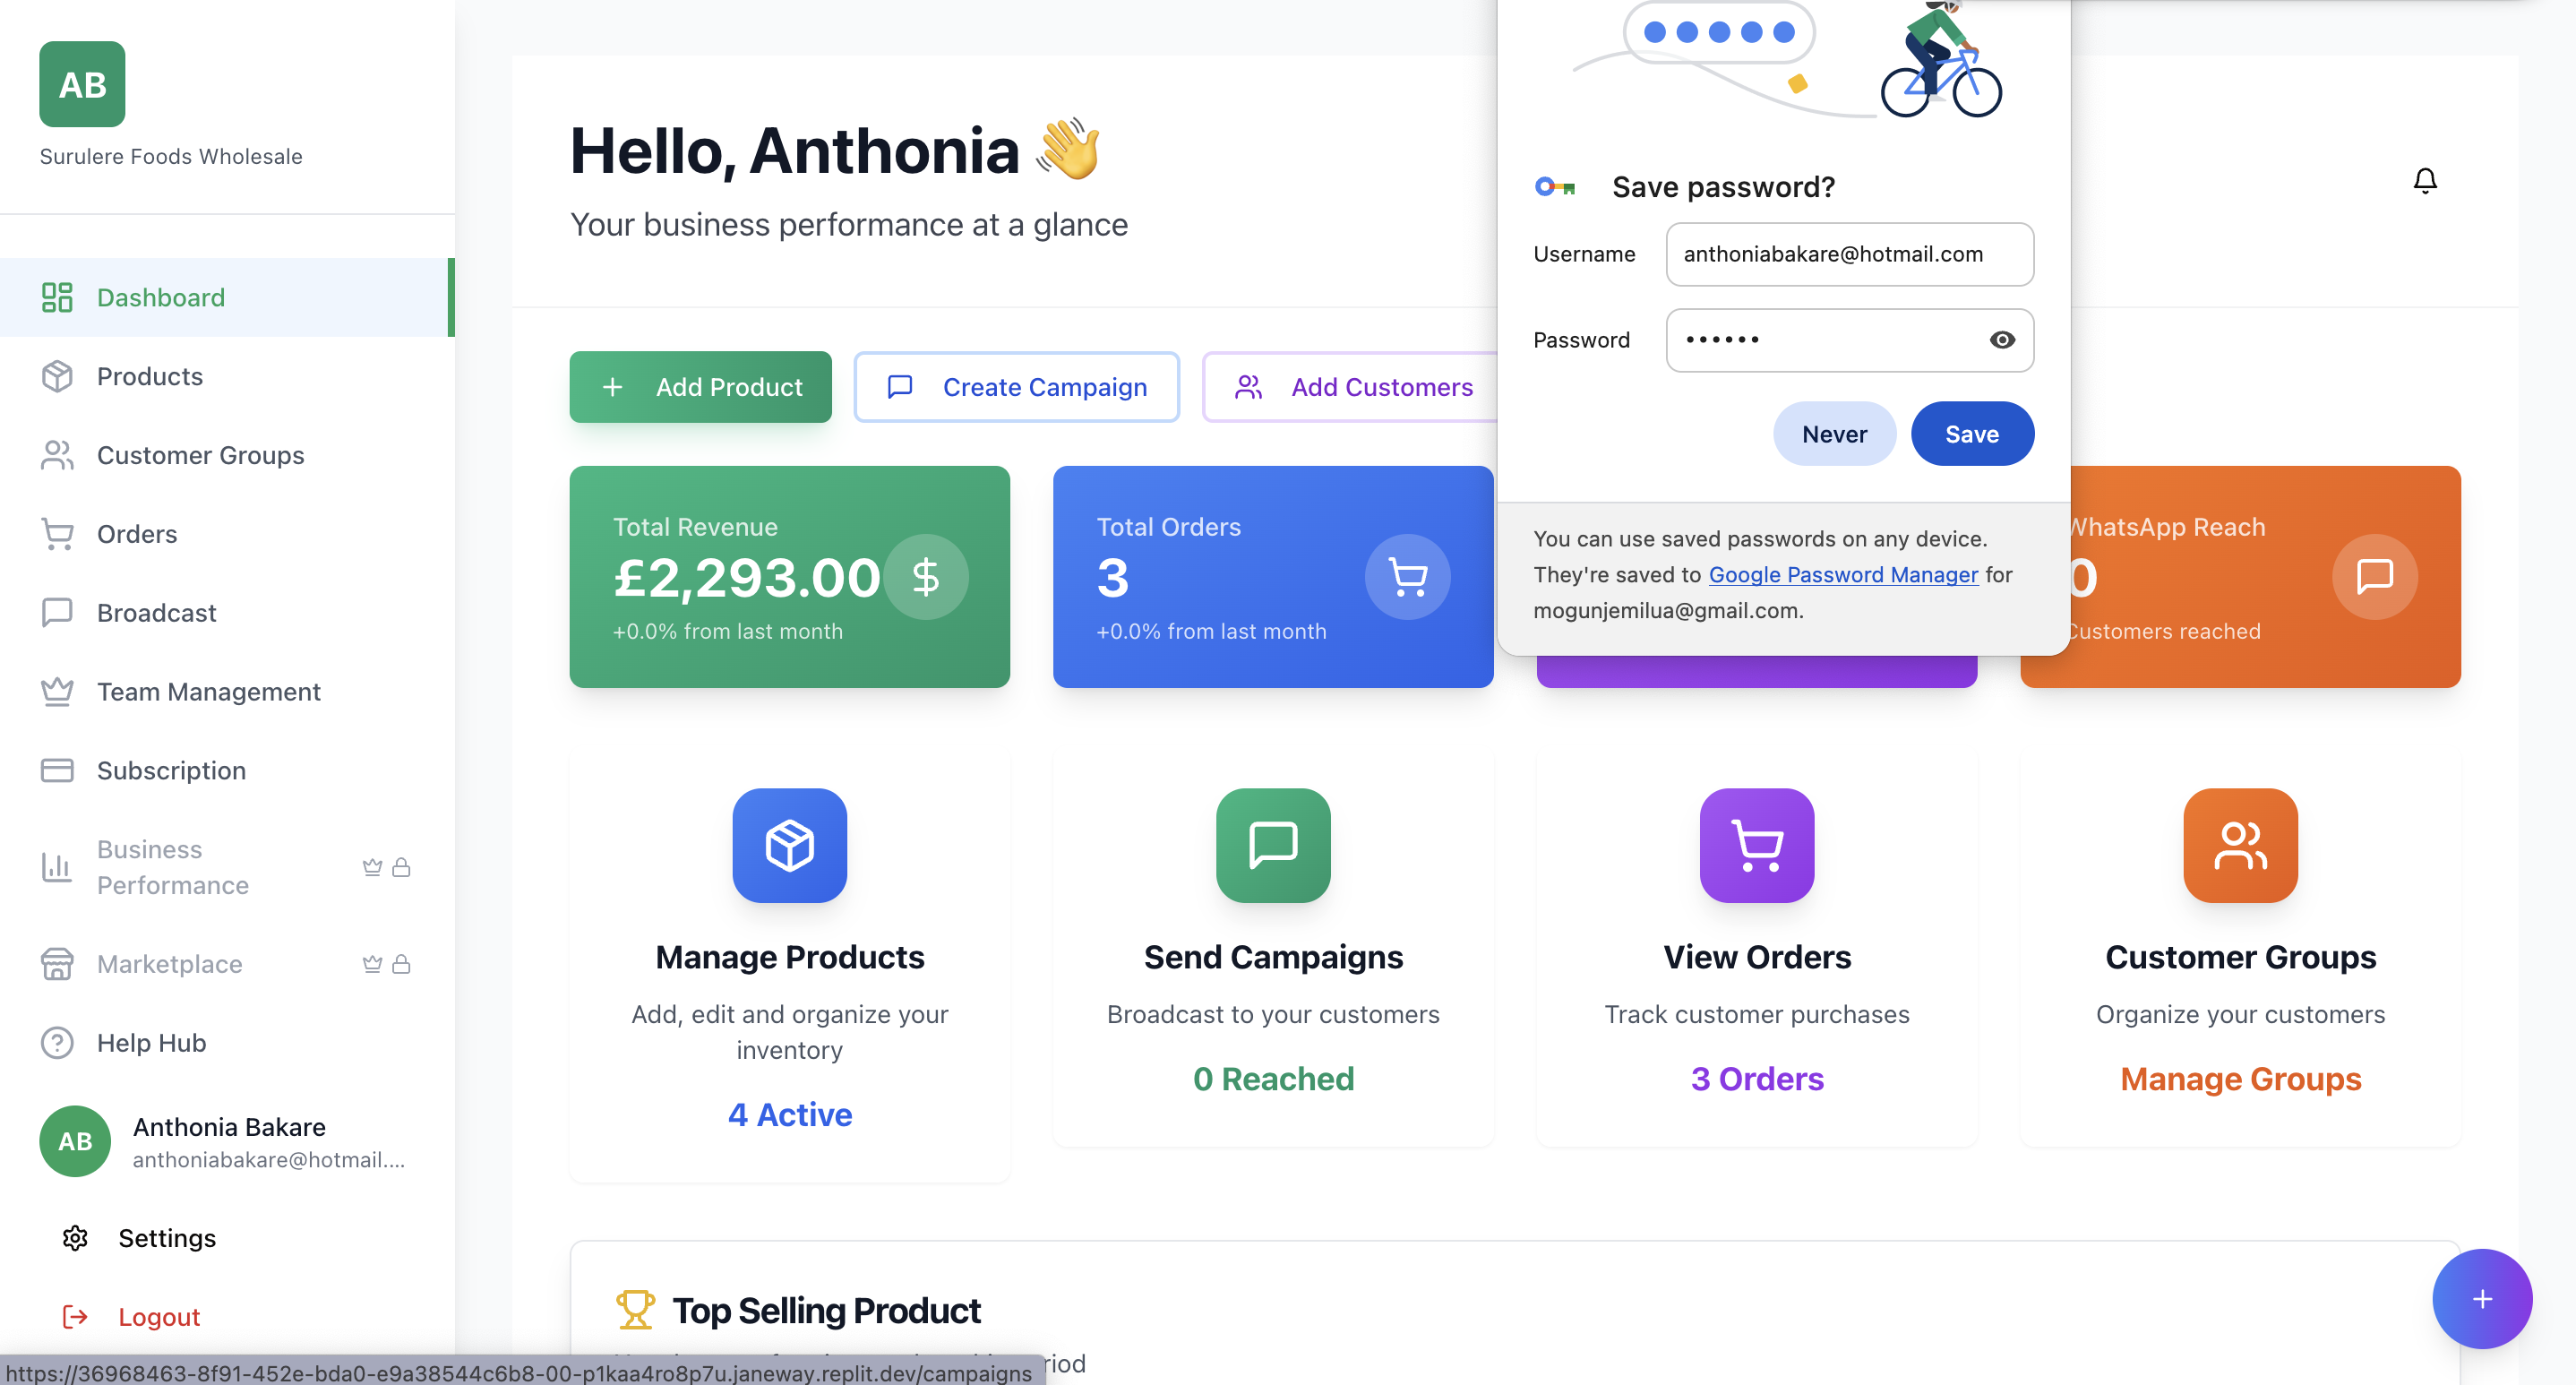 AB
Surulere Foods Wholesale
Dashboard
Products
Customer Groups
Orders
Broadcast
Team Management
Subscription
Business
Performance
Marketplace
Help Hub
AB
Anthonia Bakare
anthoniabakare@hotmail....
Settings
Logout
https://36968463-8f91-452e-bda0-e9a38544c6b8-00-p1kaa4ro8p7u.janeway.replit.dev/campaigns
Hello, Anthonia 👋
Your business performance at a glance
Add Product
Create Campaign
Add Customers
Save password?
Username
anthoniabakare@hotmail.com
Password
••••••
Never
Save
You can use saved passwords on any device.
They're saved to Google Password Manager for
mogunjemilua@gmail.com.
Total Revenue
£2,293.00
+0.0% from last month
Total Orders
3
+0.0% from last month
WhatsApp Reach
0
Customers reached
Manage Products
Add, edit and organize your
inventory
4 Active
Send Campaigns
Broadcast to your customers
0 Reached
View Orders
Track customer purchases
3 Orders
Customer Groups
Organize your customers
Manage Groups
Top Selling Product